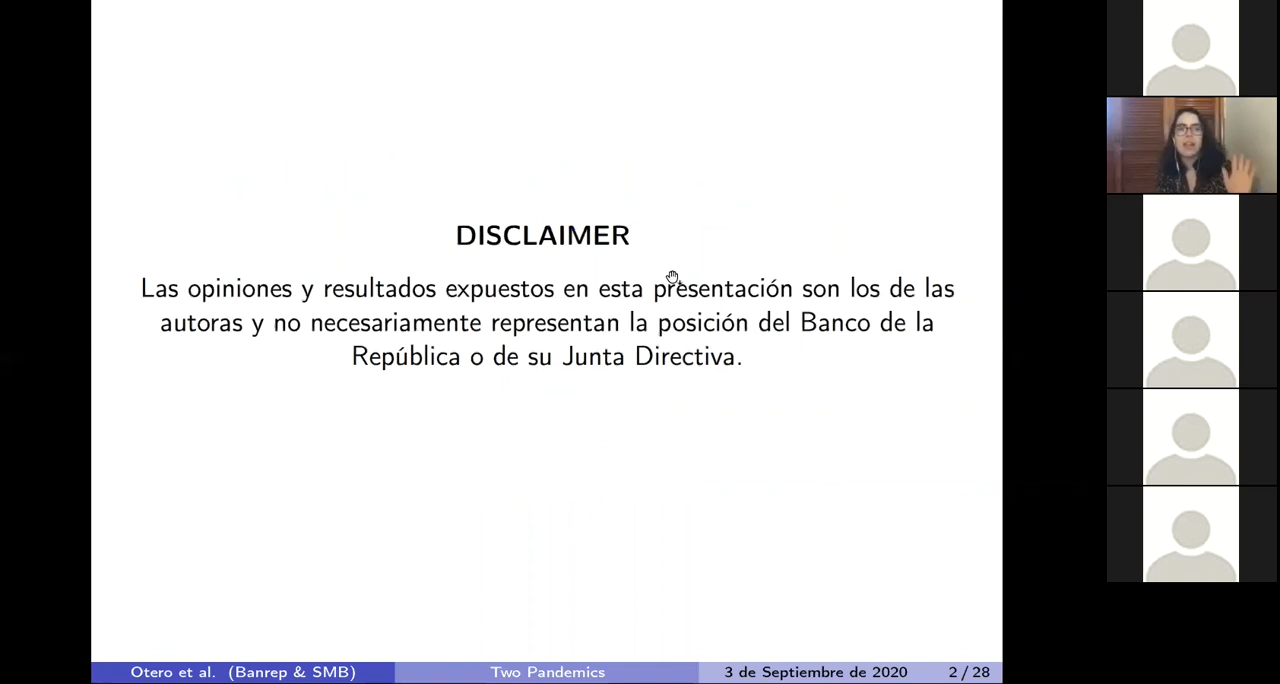 DISCLAIMER
Las opiniones y resultados expuestos en esta presentación son los de las
autoras y no necesariamente representan la posición del Banco de la
República o de su Junta Directiva.
Otero et al. (Banrep & SMB) Two Pandemics 3 de Septiembre de 2020 2 / 28